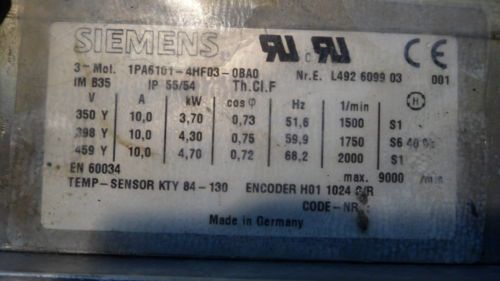 SIEMENS
3~ Mot. 1PA6101-4HF03-0BA0 Nr.E. L492 6099 03 001
IM B35 IP 55/54 Th.Cl.F
V A kW cos φ Hz 1/min H
350 Y 10,0 3,70 0,73 51,6 1500 S1
398 Y 10,0 4,30 0,75 59,9 1750 S6
459 Y 10,0 4,70 0,72 68,2 2000 S1
EN 60034 max. 9000 /min
TEMP-SENSOR KTY 84-130 ENCODER H01 1024 S/R
CODE-NR
Made in Germany